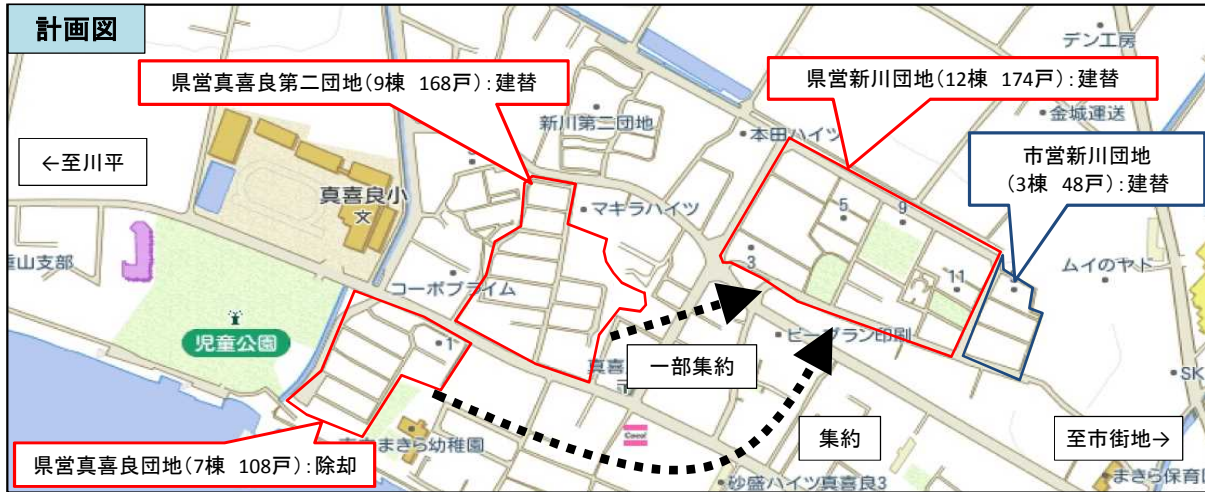 計画図
デン工房
県営真喜良第二団地(9棟 168戸):建替
県営新川団地(12棟 174戸):建替
新川第二団地
本田ハイツ
金城運送
←至川平
市営新川団地
(3棟 48戸):建替
真喜良小
文
マキラハイツ
5
9
重山支部
3
11
ムイのヤド
コーポプライム
児童公園
1
ピープラン印刷
一部集約
SK
集約
至市街地→
県営真喜良団地(7棟 108戸):除却
まきら幼稚園
Coco!
砂盛ハイツ真喜良3
まきら保育